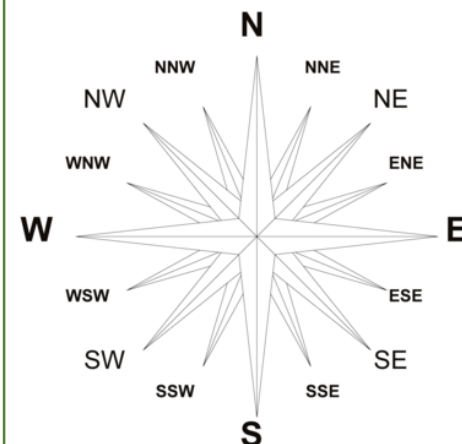 N
NNW NNE
NW NE
WNW ENE
W E
WSW ESE
SW SE
SSW SSE
S